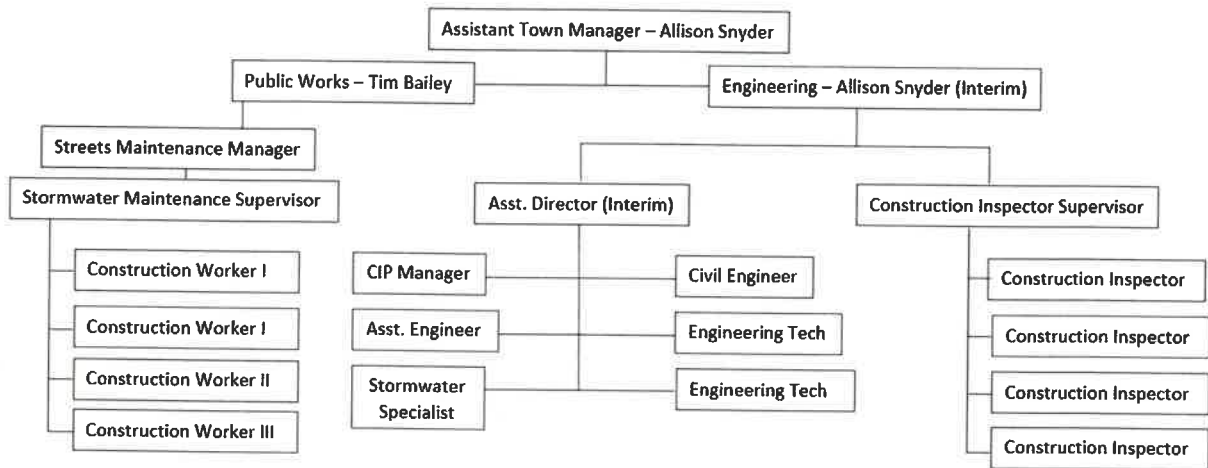 Assistant Town Manager – Allison Snyder
Public Works – Tim Bailey
Engineering – Allison Snyder (Interim)
Streets Maintenance Manager
Stormwater Maintenance Supervisor
Construction Worker I
Construction Worker I
Construction Worker II
Construction Worker III
Asst. Director (Interim)
CIP Manager
Civil Engineer
Asst. Engineer
Engineering Tech
Stormwater
Specialist
Engineering Tech
Construction Inspector Supervisor
Construction Inspector
Construction Inspector
Construction Inspector
Construction Inspector